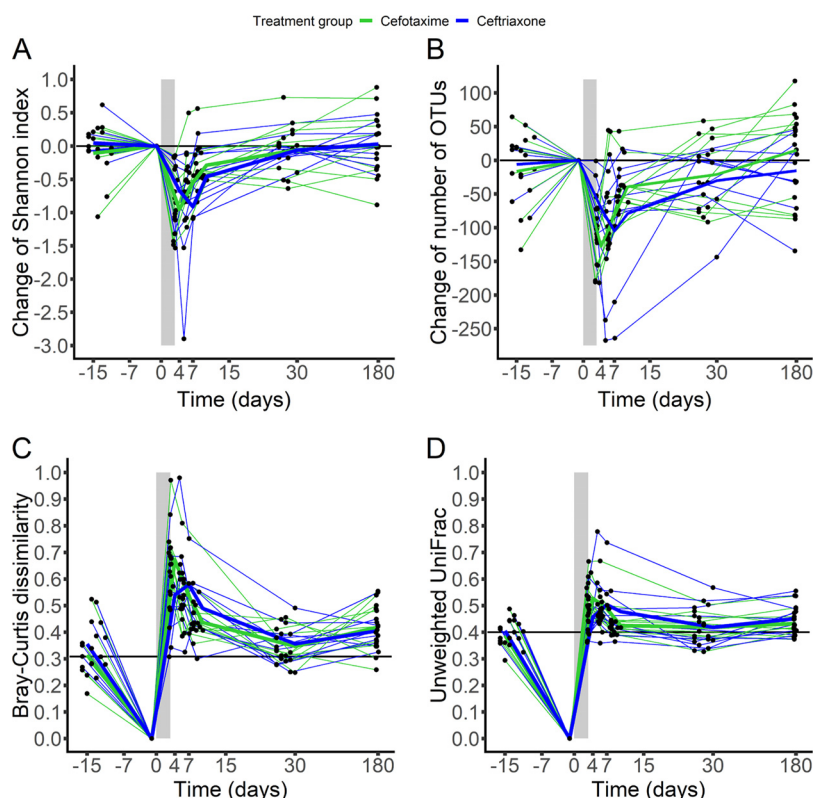 Treatment group Cefotaxime Ceftriaxone
A
Change of Shannon index
1.0
0.5
0.0
-0.5
-1.0
-1.5
-2.0
-2.5
-3.0
-15 -7 0 4 7 15 30 180
Time (days)
B
Change of number of OTUs
100
50
0
-50
-100
-150
-200
-250
-15 -7 0 4 7 15 30 180
Time (days)
C
Bray-Curtis dissimilarity
1.0
0.9
0.8
0.7
0.6
0.5
0.4
0.3
0.2
0.1
0.0
-15 -7 0 4 7 15 30 180
Time (days)
D
Unweighted UniFrac
1.0
0.9
0.8
0.7
0.6
0.5
0.4
0.3
0.2
0.1
0.0
-15 -7 0 4 7 15 30 180
Time (days)